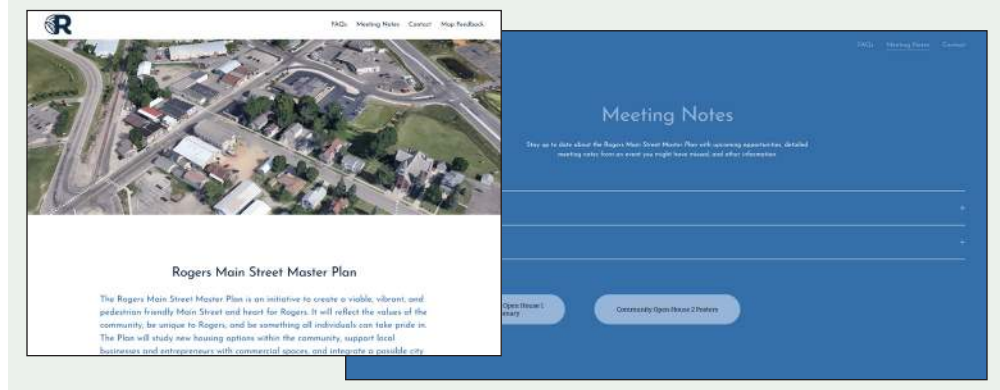 R
FAQs Meeting Notes Contact Map Feedback
Rogers Main Street Master Plan
The Rogers Main Street Master Plan is an initiative to create a viable, vibrant, and
pedestrian friendly Main Street and heart for Rogers. It will reflect the values of the
community, be unique to Rogers, and be something all individuals can take pride in.
The Plan will study new housing options within the community, support local
businesses and entrepreneurs with commercial spaces, and integrate a possible city
FAQs Meeting Notes Contact
Meeting Notes
Stay up to date about the Rogers Main Street Master Plan with upcoming opportunities, detailed
meeting notes from an event you might have missed, and other information.
+
+
Open House 1
Community Open House 2 Posters